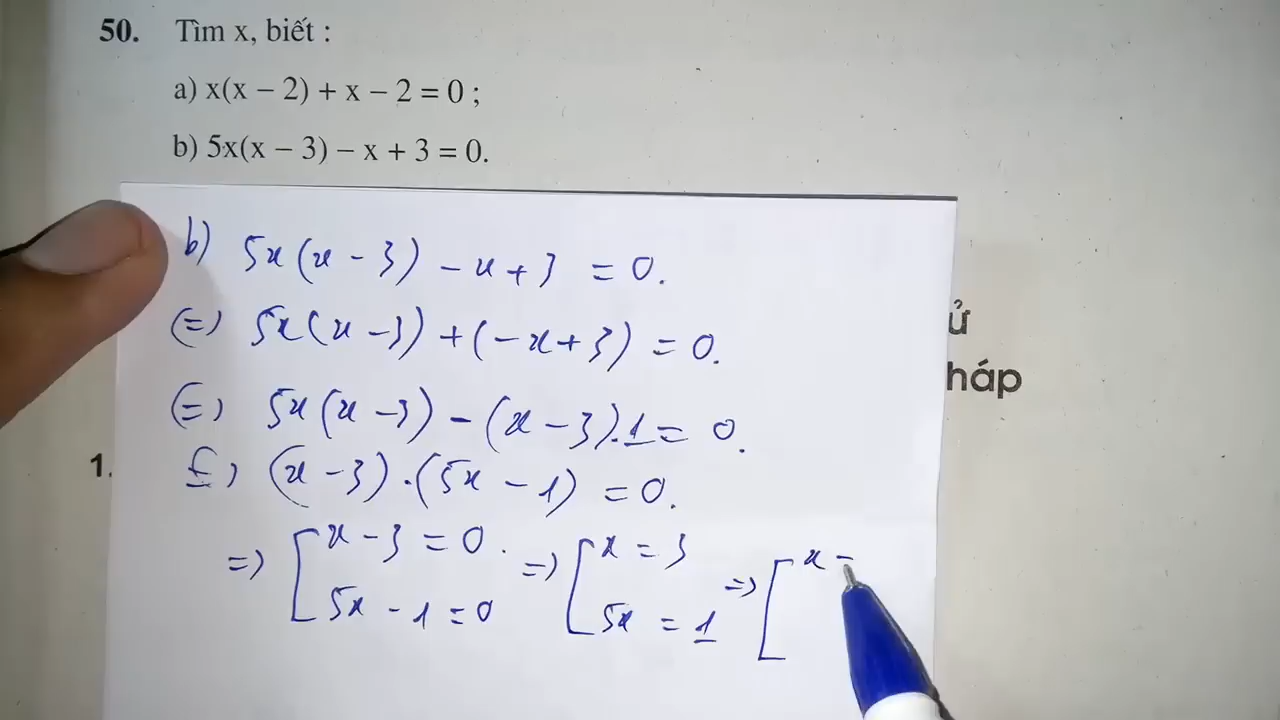 50. Tìm x, biết :
a) x(x – 2) + x – 2 = 0 ;
b) 5x(x – 3) – x + 3 = 0.
b) 5x(x - 3) - x + 3 = 0.
(=) 5x(x - 3) + (-x + 3) = 0.
(=) 5x(x - 3) - (x - 3).1 = 0.
(=) (x - 3).(5x - 1) = 0.
=) [ x - 3 = 0. =) [ x = 3 =) [ x =
5x - 1 = 0 5x = 1
ử
háp
1.